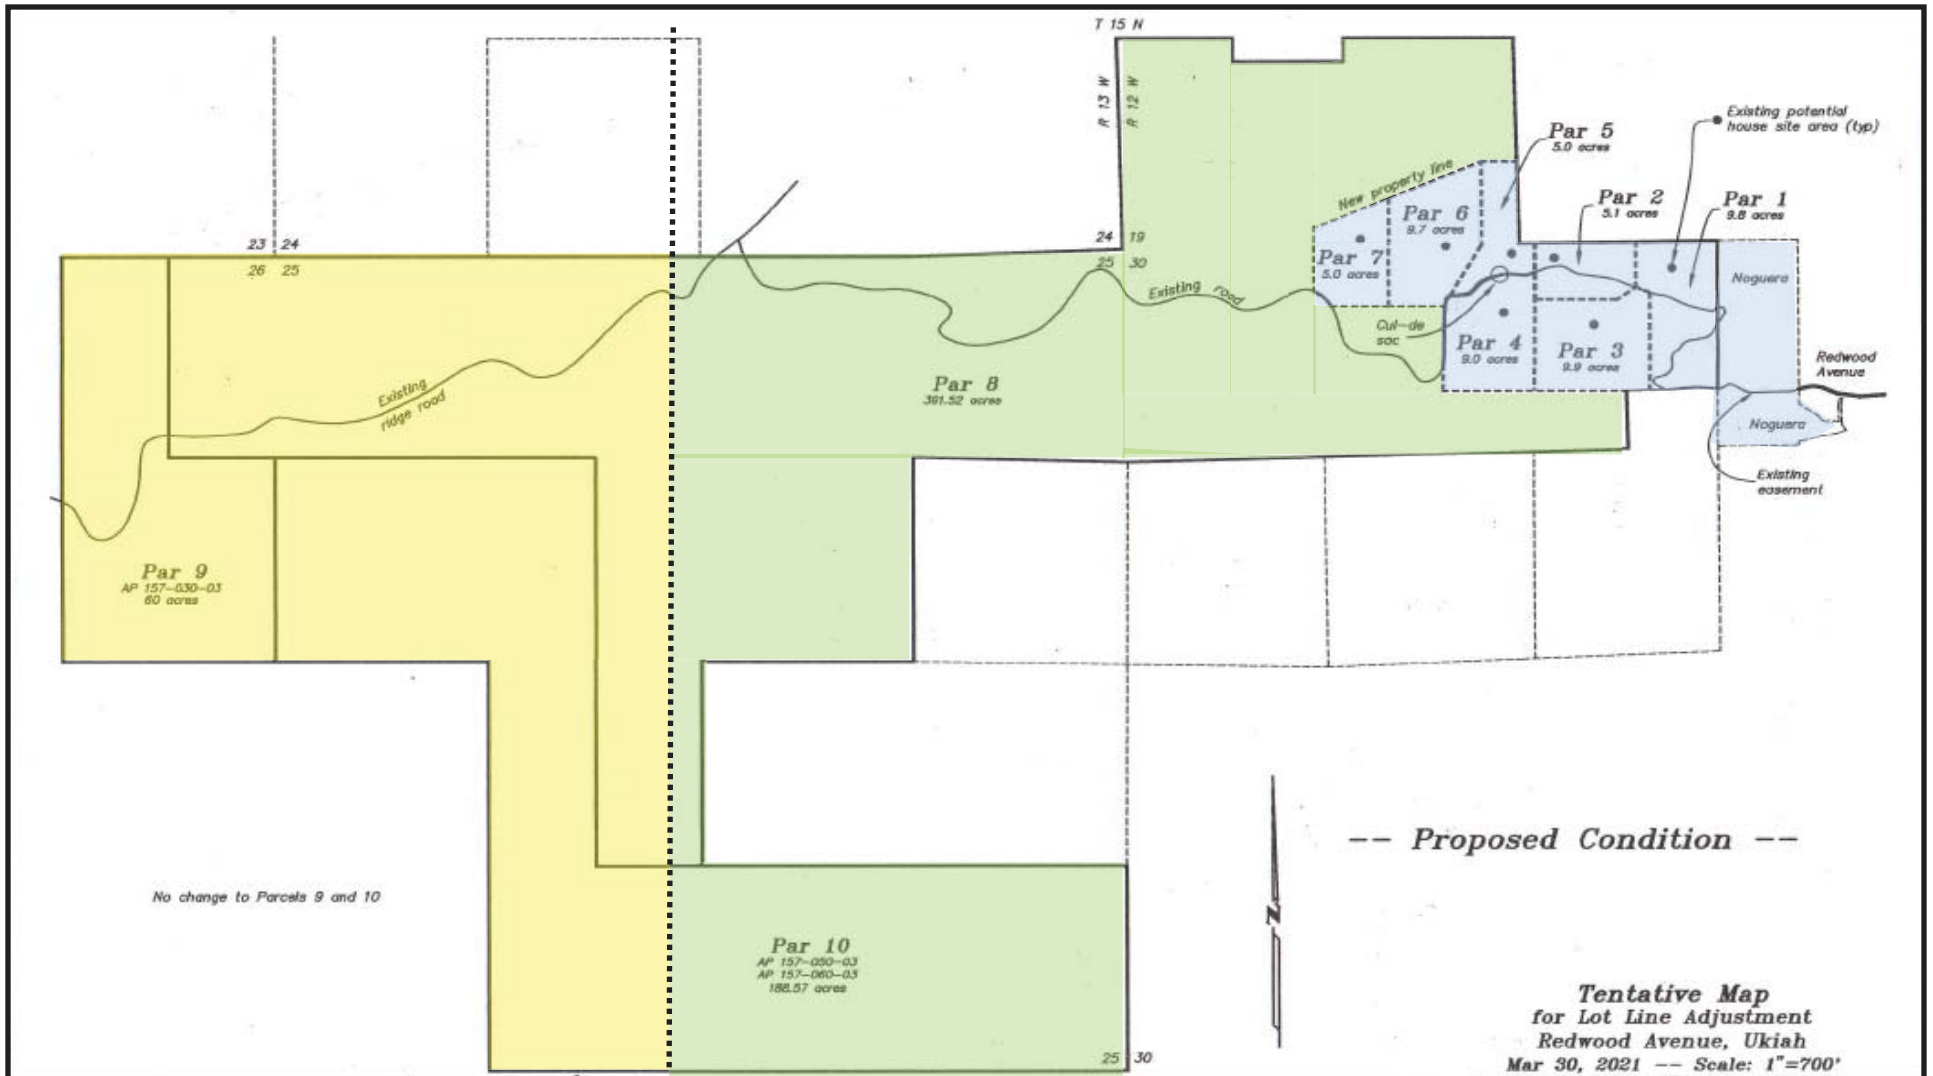 T 15 N
R 13 W
R 12 W
Existing potential
house site area (typ)
Par 5
5.0 acres
New property line
Par 2
5.1 acres
Par 1
9.8 acres
Par 6
9.7 acres
23 24
26 25
24 19
25 30
Par 7
5.0 acres
Noguera
Existing road
Cul-de
sac
Par 4
9.0 acres
Par 3
9.9 acres
Redwood
Avenue
Existing
ridge road
Par 8
391.52 acres
Noguera
Existing
easement
Par 9
AP 157-030-03
60 acres
-- Proposed Condition --
N
No change to Parcels 9 and 10
Par 10
AP 157-050-03
AP 157-060-03
188.57 acres
25 30
Tentative Map
for Lot Line Adjustment
Redwood Avenue, Ukiah
Mar 30, 2021 -- Scale: 1"=700'